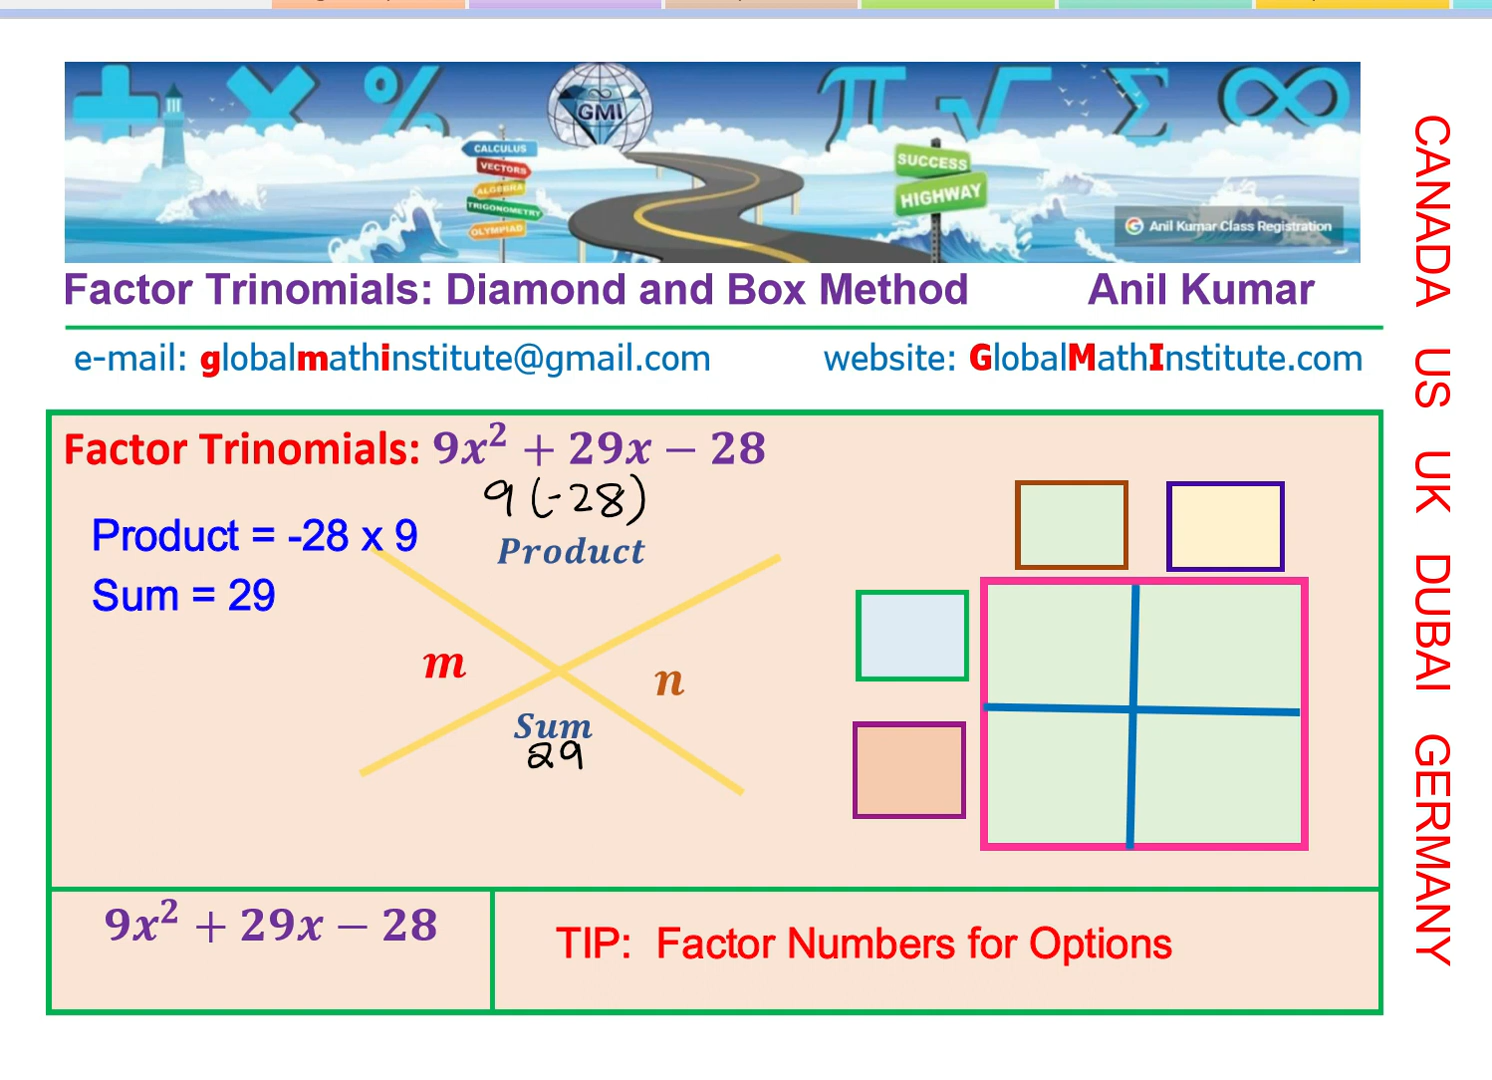 GMI
CALCULUS
VECTORS
ALGEBRA
TRIGONOMETRY
OLYMPIAD
SUCCESS
HIGHWAY
Anil Kumar Class Registration
Factor Trinomials: Diamond and Box Method Anil Kumar
e-mail: globalmathinstitute@gmail.com website: GlobalMathInstitute.com
Factor Trinomials: 9x² + 29x − 28
9(-28)
Product = -28 x 9
Product
Sum = 29
m
n
Sum
29
9x² + 29x − 28
TIP: Factor Numbers for Options
CANADA US UK DUBAI GERMANY